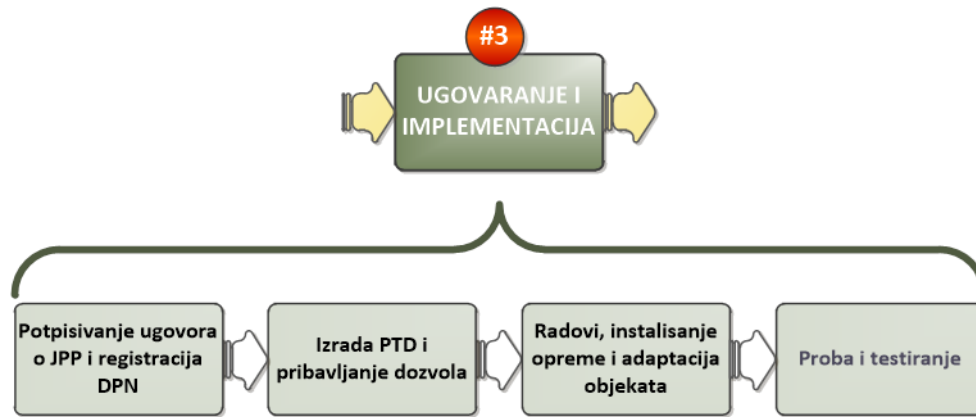 #3
UGOVARANJE I
IMPLEMENTACIJA
Potpisivanje ugovora
o JPP i registracija
DPN
Izrada PTD i
pribavljanje dozvola
Radovi, instalisanje
opreme i adaptacija
objekata
Proba i testiranje